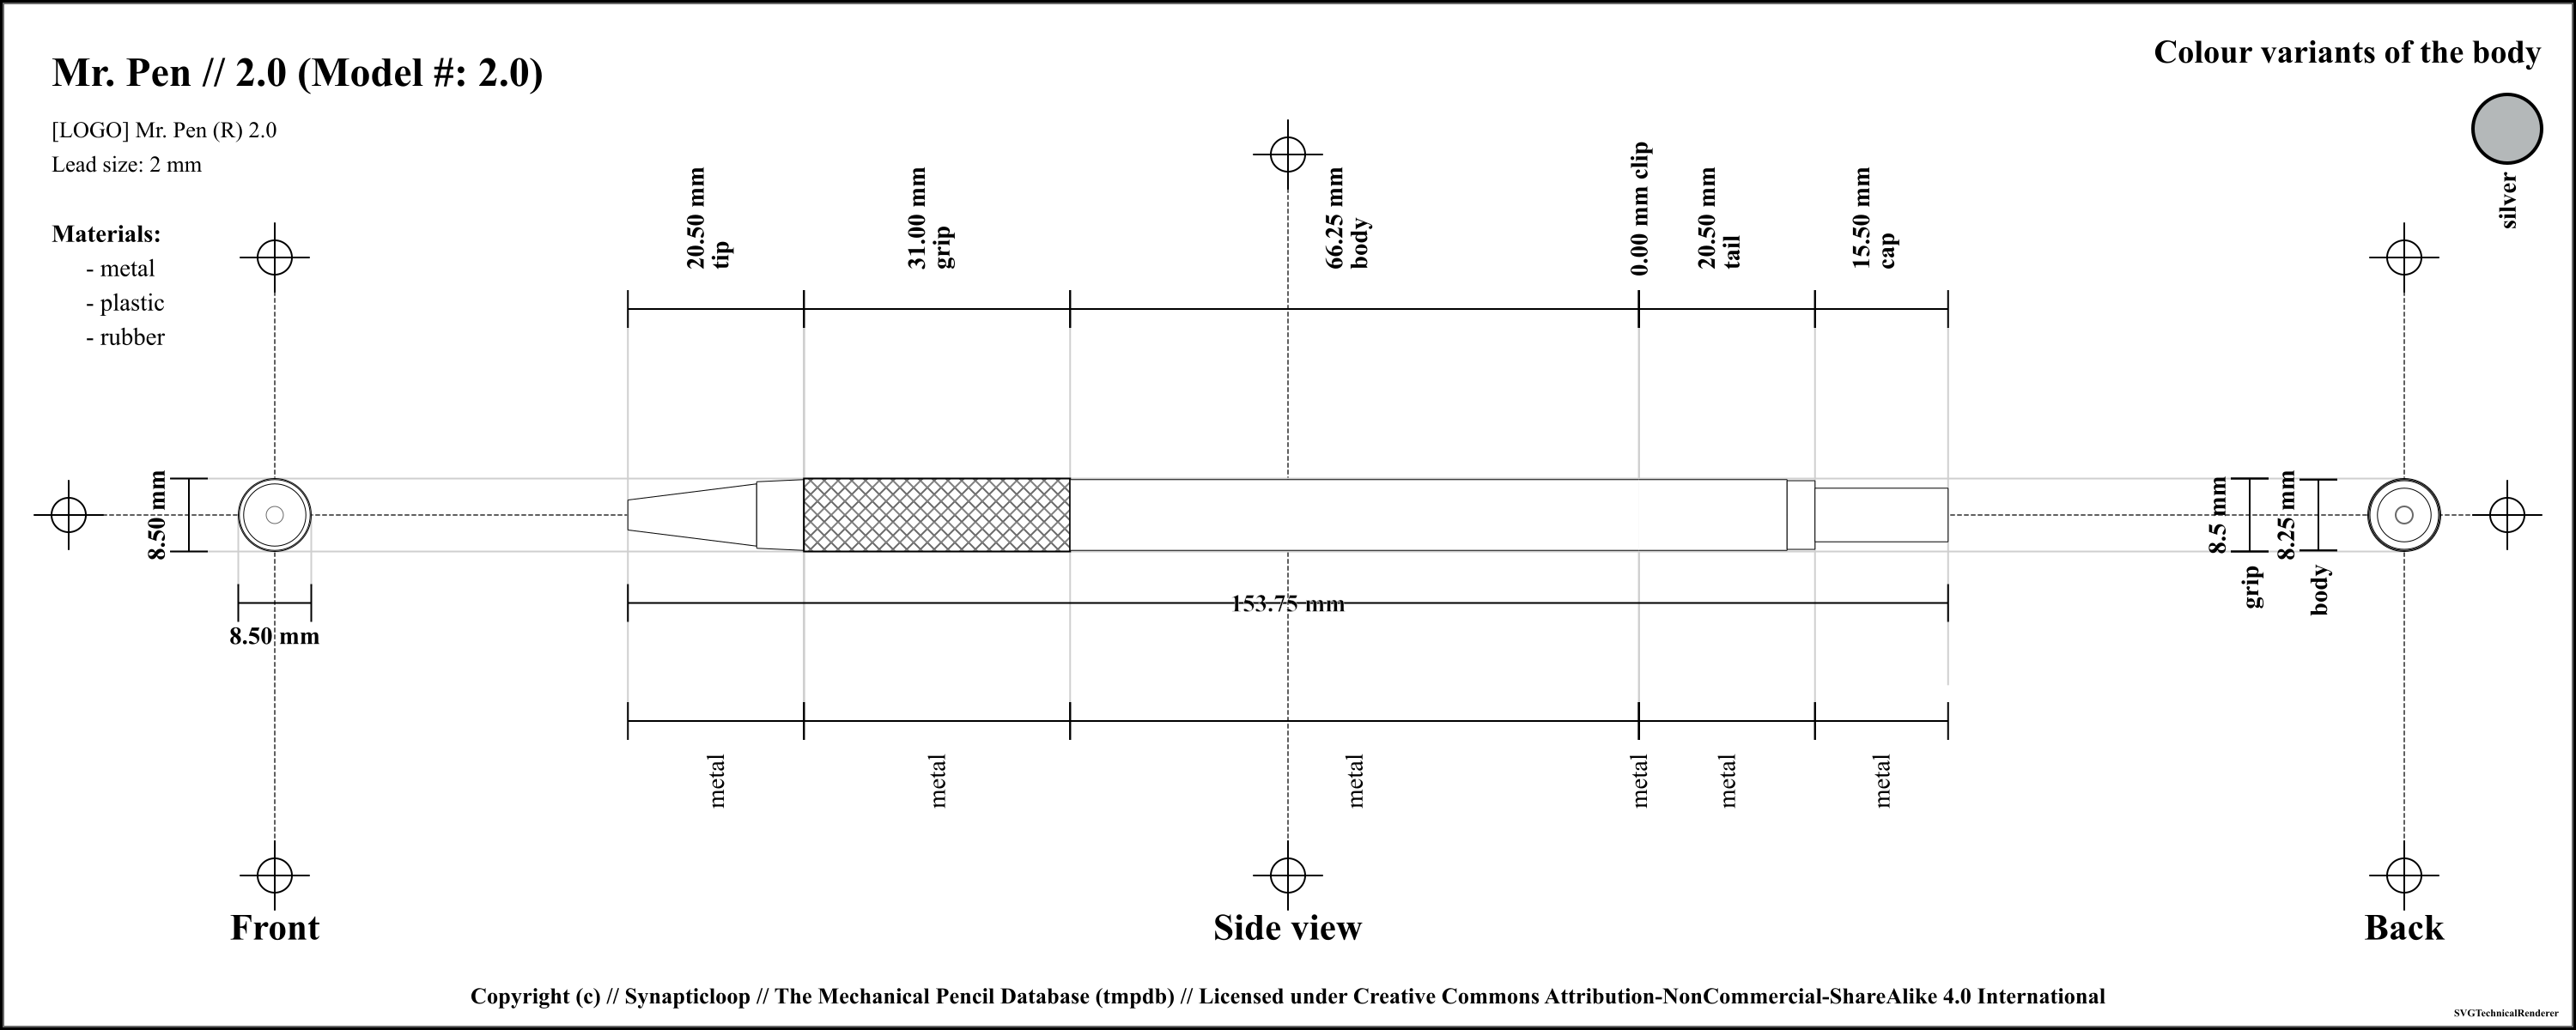 Mr. Pen // 2.0 (Model #: 2.0)
[LOGO] Mr. Pen (R) 2.0
Lead size: 2 mm
Materials:
- metal
- plastic
- rubber
Colour variants of the body
silver
20.50 mm
tip
31.00 mm
grip
66.25 mm
body
0.00 mm clip
20.50 mm
tail
15.50 mm
cap
8.50 mm
8.50 mm
153.75 mm
8.5 mm
grip
8.25 mm
body
metal
metal
metal
metal
metal
metal
Front
Side view
Back
Copyright (c) // Synapticloop // The Mechanical Pencil Database (tmpdb) // Licensed under Creative Commons Attribution-NonCommercial-ShareAlike 4.0 International
SVGTechnicalRenderer